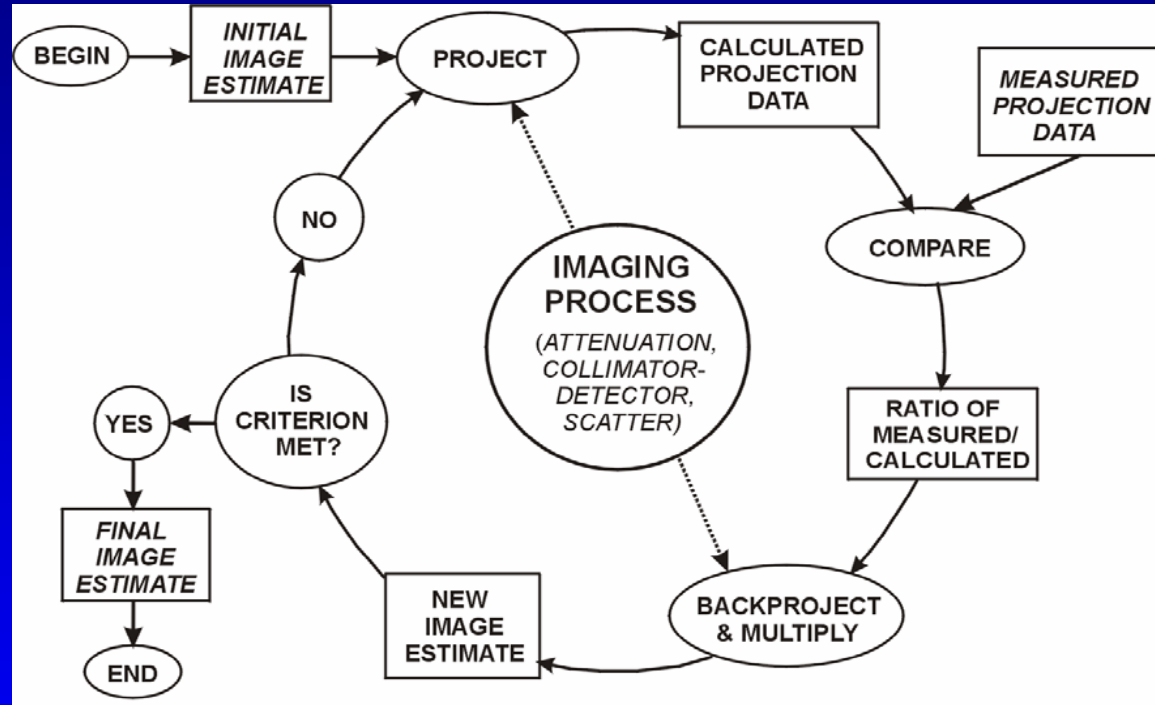 BEGIN
INITIAL
IMAGE
ESTIMATE
PROJECT
CALCULATED
PROJECTION
DATA
MEASURED
PROJECTION
DATA
COMPARE
RATIO OF
MEASURED/
CALCULATED
BACKPROJECT
& MULTIPLY
NEW
IMAGE
ESTIMATE
IS
CRITERION
MET?
NO
YES
FINAL
IMAGE
ESTIMATE
END
IMAGING
PROCESS
(ATTENUATION,
COLLIMATOR-
DETECTOR,
SCATTER)